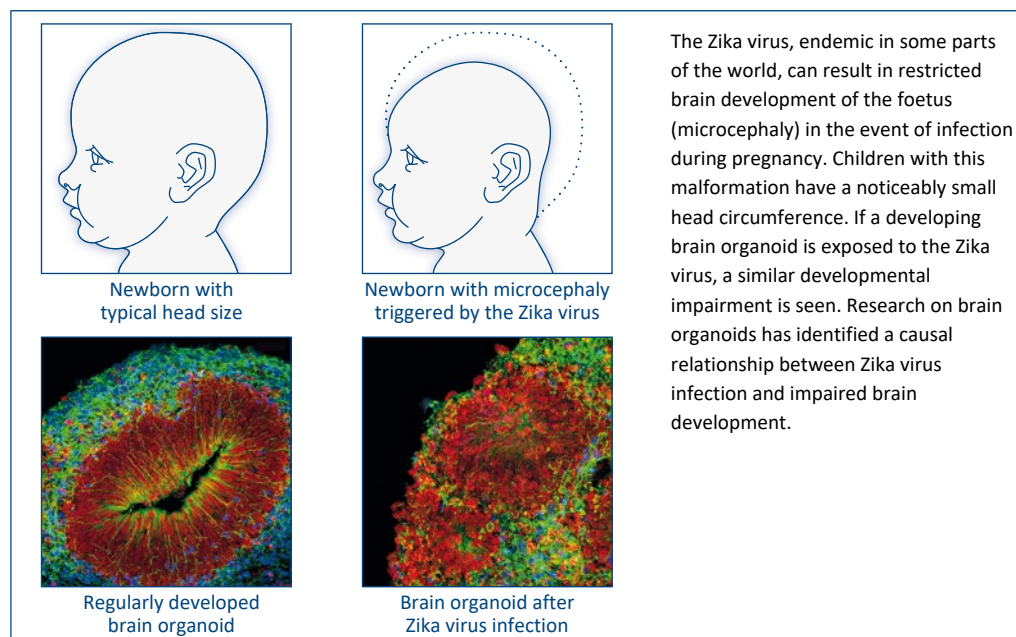 Newborn with
typical head size
Newborn with microcephaly
triggered by the Zika virus
Regularly developed
brain organoid
Brain organoid after
Zika virus infection
The Zika virus, endemic in some parts
of the world, can result in restricted
brain development of the foetus
(microcephaly) in the event of infection
during pregnancy. Children with this
malformation have a noticeably small
head circumference. If a developing
brain organoid is exposed to the Zika
virus, a similar developmental
impairment is seen. Research on brain
organoids has identified a causal
relationship between Zika virus
infection and impaired brain
development.